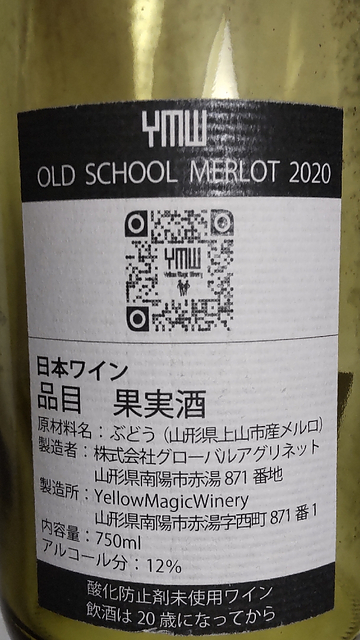 YMW
OLD SCHOOL MERLOT 2020
YMW
Yellow Magic Winery
日本ワイン
品目 果実酒
原材料名：ぶどう（山形県上山市産メルロ）
製造者：株式会社グローバルアグリネット
山形県南陽市赤湯 871 番地
製造所：YellowMagicWinery
山形県南陽市赤湯字西町 871 番 1
内容量：750ml
アルコール分：12%
酸化防止剤未使用ワイン
飲酒は 20 歳になってから